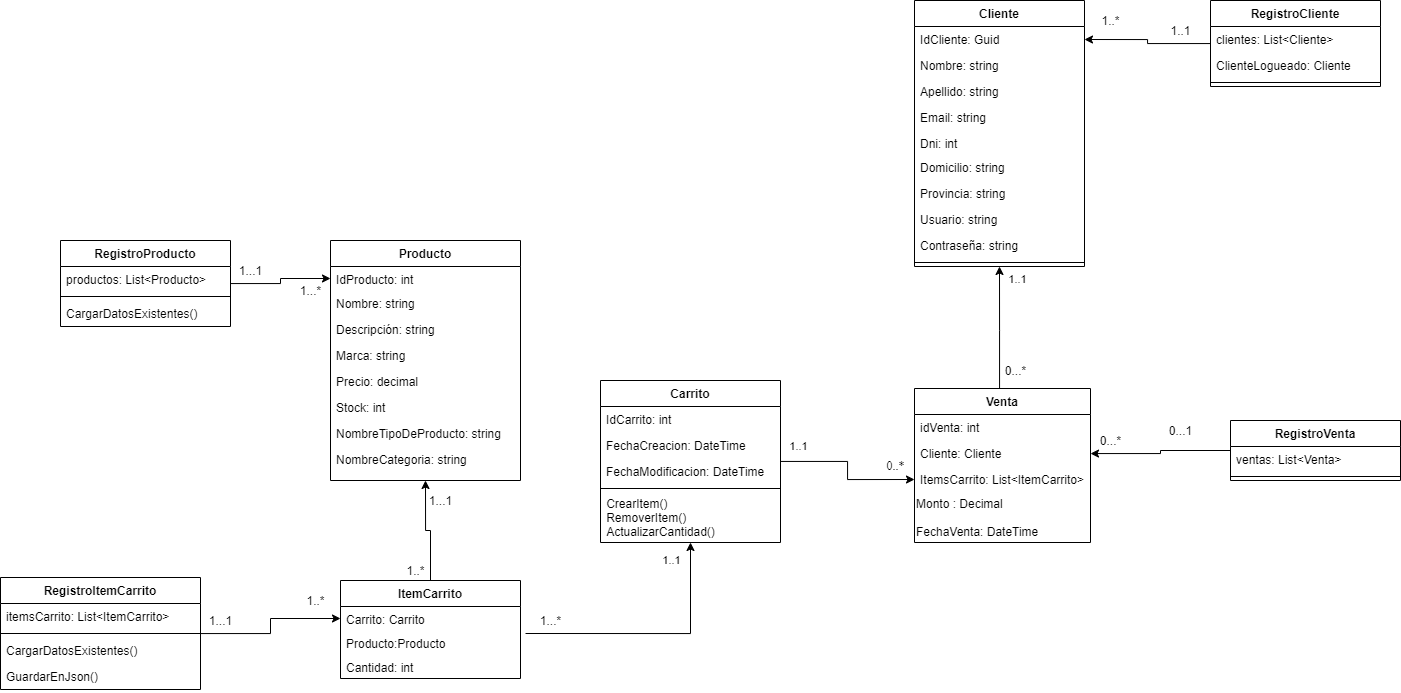 Cliente
IdCliente: Guid
Nombre: string
Apellido: string
Email: string
Dni: int
Domicilio: string
Provincia: string
Usuario: string
Contraseña: string
1..*
1..1
RegistroCliente
clientes: List<Cliente>
ClienteLogueado: Cliente
RegistroProducto
productos: List<Producto>
CargarDatosExistentes()
1...1
1...*
Producto
IdProducto: int
Nombre: string
Descripción: string
Marca: string
Precio: decimal
Stock: int
NombreTipoDeProducto: string
NombreCategoria: string
1..1
0...*
Carrito
IdCarrito: int
FechaCreacion: DateTime
FechaModificacion: DateTime
CrearItem()
RemoverItem()
ActualizarCantidad()
1..1
0..*
Venta
idVenta: int
Cliente: Cliente
ItemsCarrito: List<ItemCarrito>
Monto : Decimal
FechaVenta: DateTime
0...*
0...1
RegistroVenta
ventas: List<Venta>
1...1
1..*
1..1
RegistroItemCarrito
itemsCarrito: List<ItemCarrito>
CargarDatosExistentes()
GuardarEnJson()
1...1
1..*
ItemCarrito
Carrito: Carrito
Producto:Producto
Cantidad: int
1...*